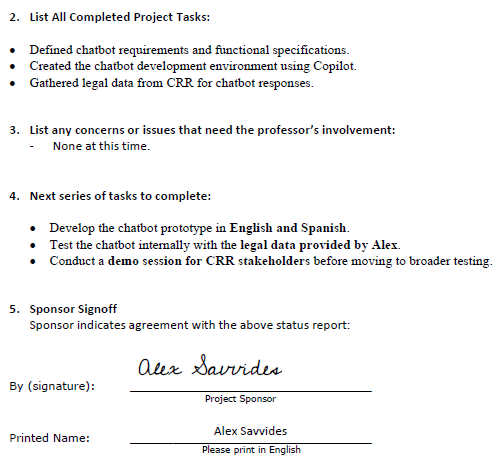 2. List All Completed Project Tasks:
• Defined chatbot requirements and functional specifications.
• Created the chatbot development environment using Copilot.
• Gathered legal data from CRR for chatbot responses.
3. List any concerns or issues that need the professor's involvement:
- None at this time.
4. Next series of tasks to complete:
• Develop the chatbot prototype in English and Spanish.
• Test the chatbot internally with the legal data provided by Alex.
• Conduct a demo session for CRR stakeholders before moving to broader testing.
5. Sponsor Signoff
Sponsor indicates agreement with the above status report:
By (signature): Alex Savvides
Project Sponsor
Printed Name: Alex Savvides
Please print in English